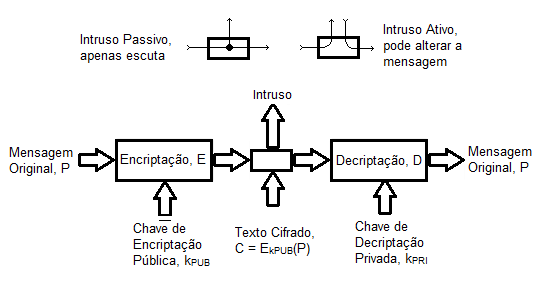 Intruso Passivo,
apenas escuta
Intruso Ativo,
pode alterar a
mensagem
Intruso
Mensagem
Original, P
Encriptação, E
Decriptação, D
Mensagem
Original, P
Chave de
Encriptação
Pública, kPUB
Texto Cifrado,
C = EkPUB(P)
Chave de
Decriptação
Privada, kPRI